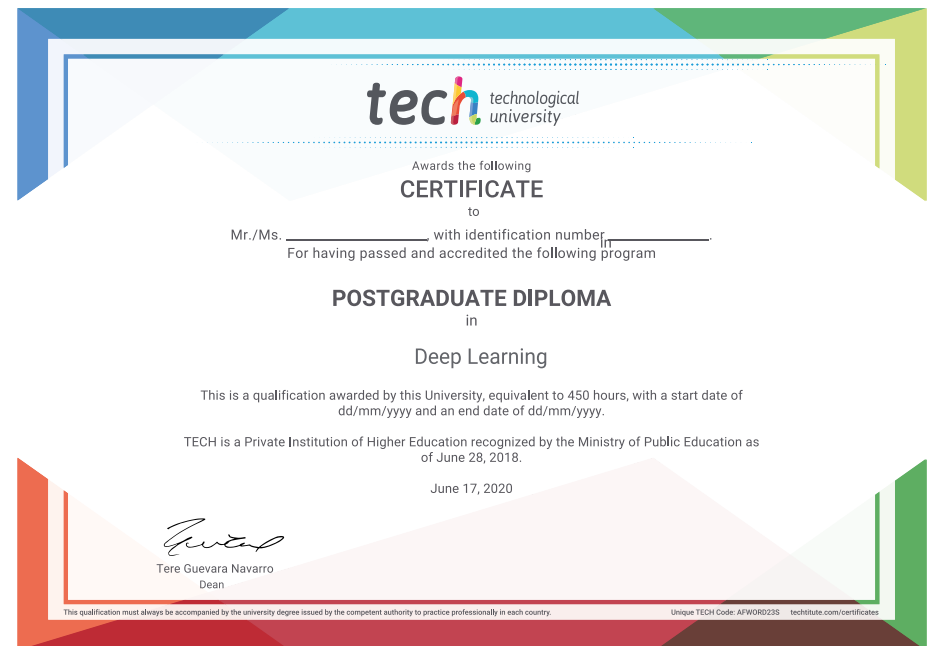 tech technological
university
Awards the following
CERTIFICATE
to
Mr./Ms. ____________, with identification number ____________.
In
For having passed and accredited the following program
POSTGRADUATE DIPLOMA
in
Deep Learning
This is a qualification awarded by this University, equivalent to 450 hours, with a start date of
dd/mm/yyyy and an end date of dd/mm/yyyy.
TECH is a Private Institution of Higher Education recognized by the Ministry of Public Education as
of June 28, 2018.
June 17, 2020
Tere Guevara Navarro
Dean
This qualification must always be accompanied by the university degree issued by the competent authority to practice professionally in each country. Unique TECH Code: AFWORD23S techtitute.com/certificates